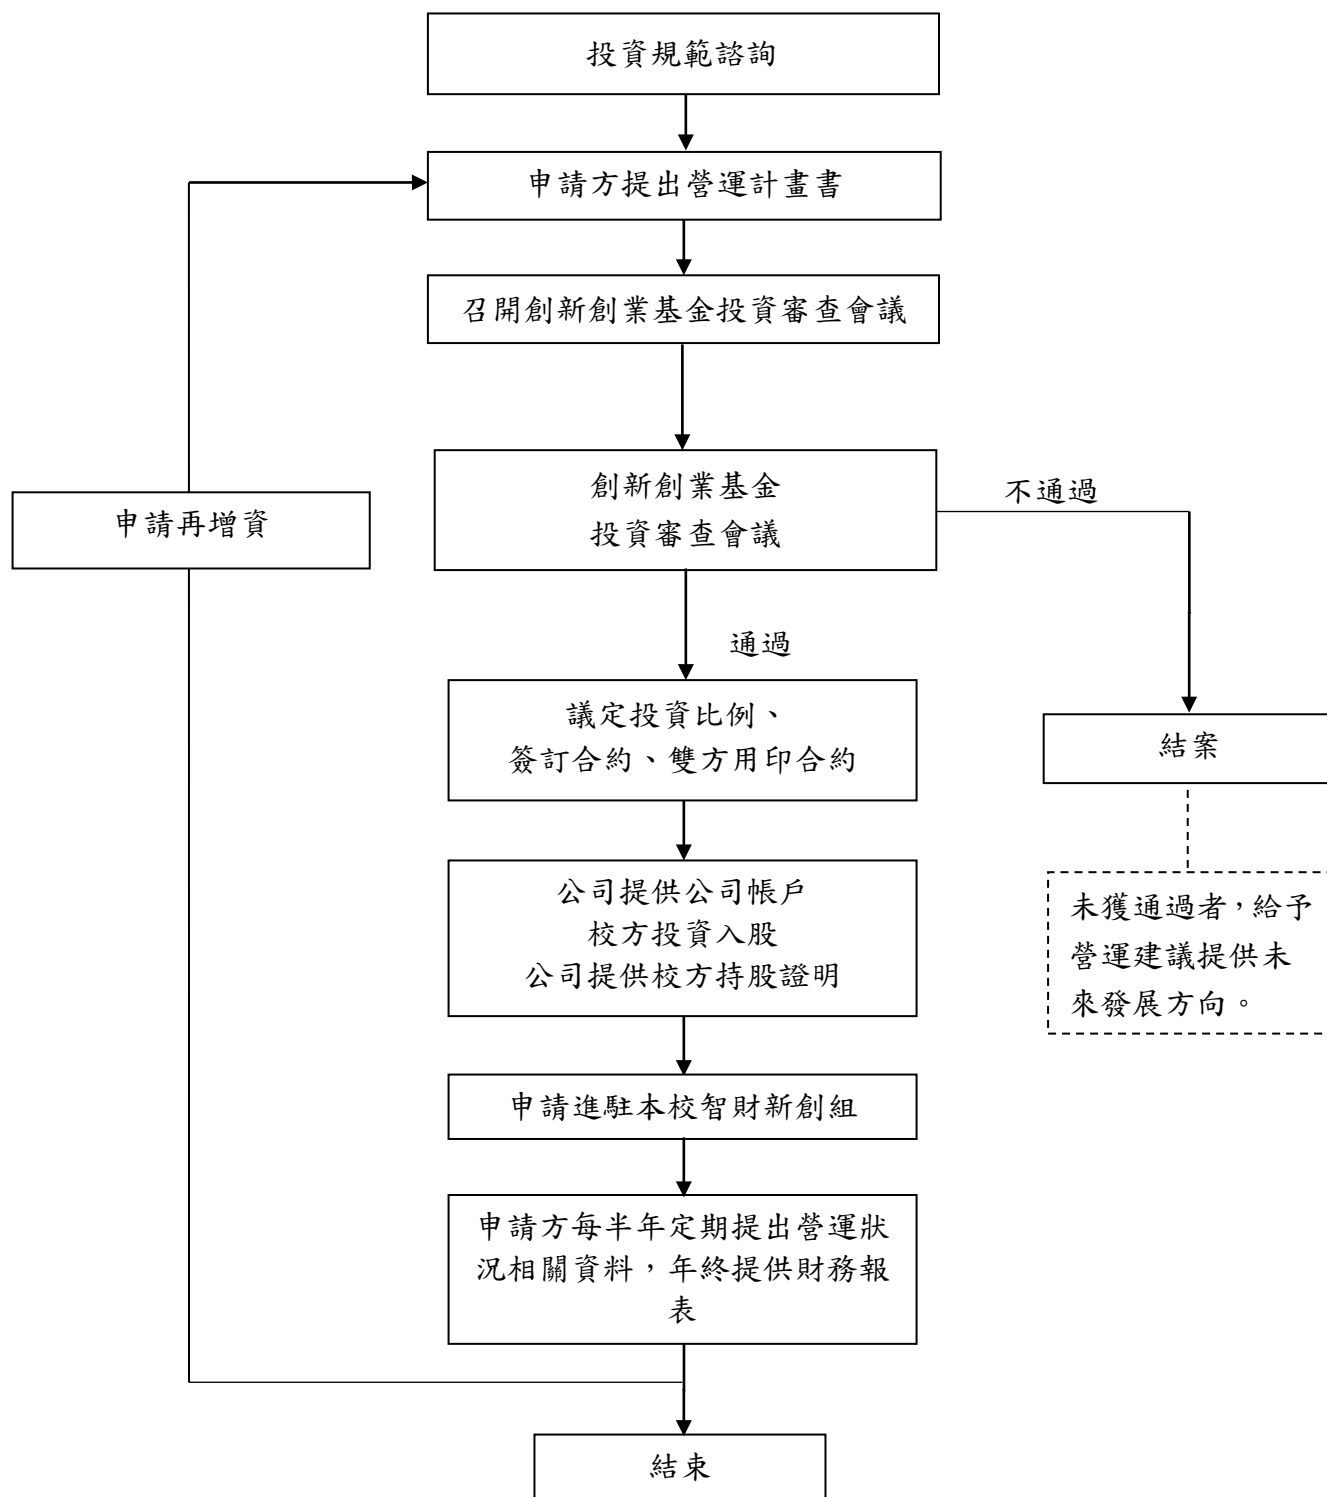 投資規範諮詢
申請方提出營運計畫書
召開創新創業基金投資審查會議
創新創業基金
投資審查會議
不通過
申請再增資
通過
議定投資比例、
簽訂合約、雙方用印合約
結案
公司提供公司帳戶
校方投資入股
公司提供校方持股證明
未獲通過者，給予
營運建議提供未
來發展方向。
申請進駐本校智財新創組
申請方每半年定期提出營運狀
況相關資料，年終提供財務報
表
結束